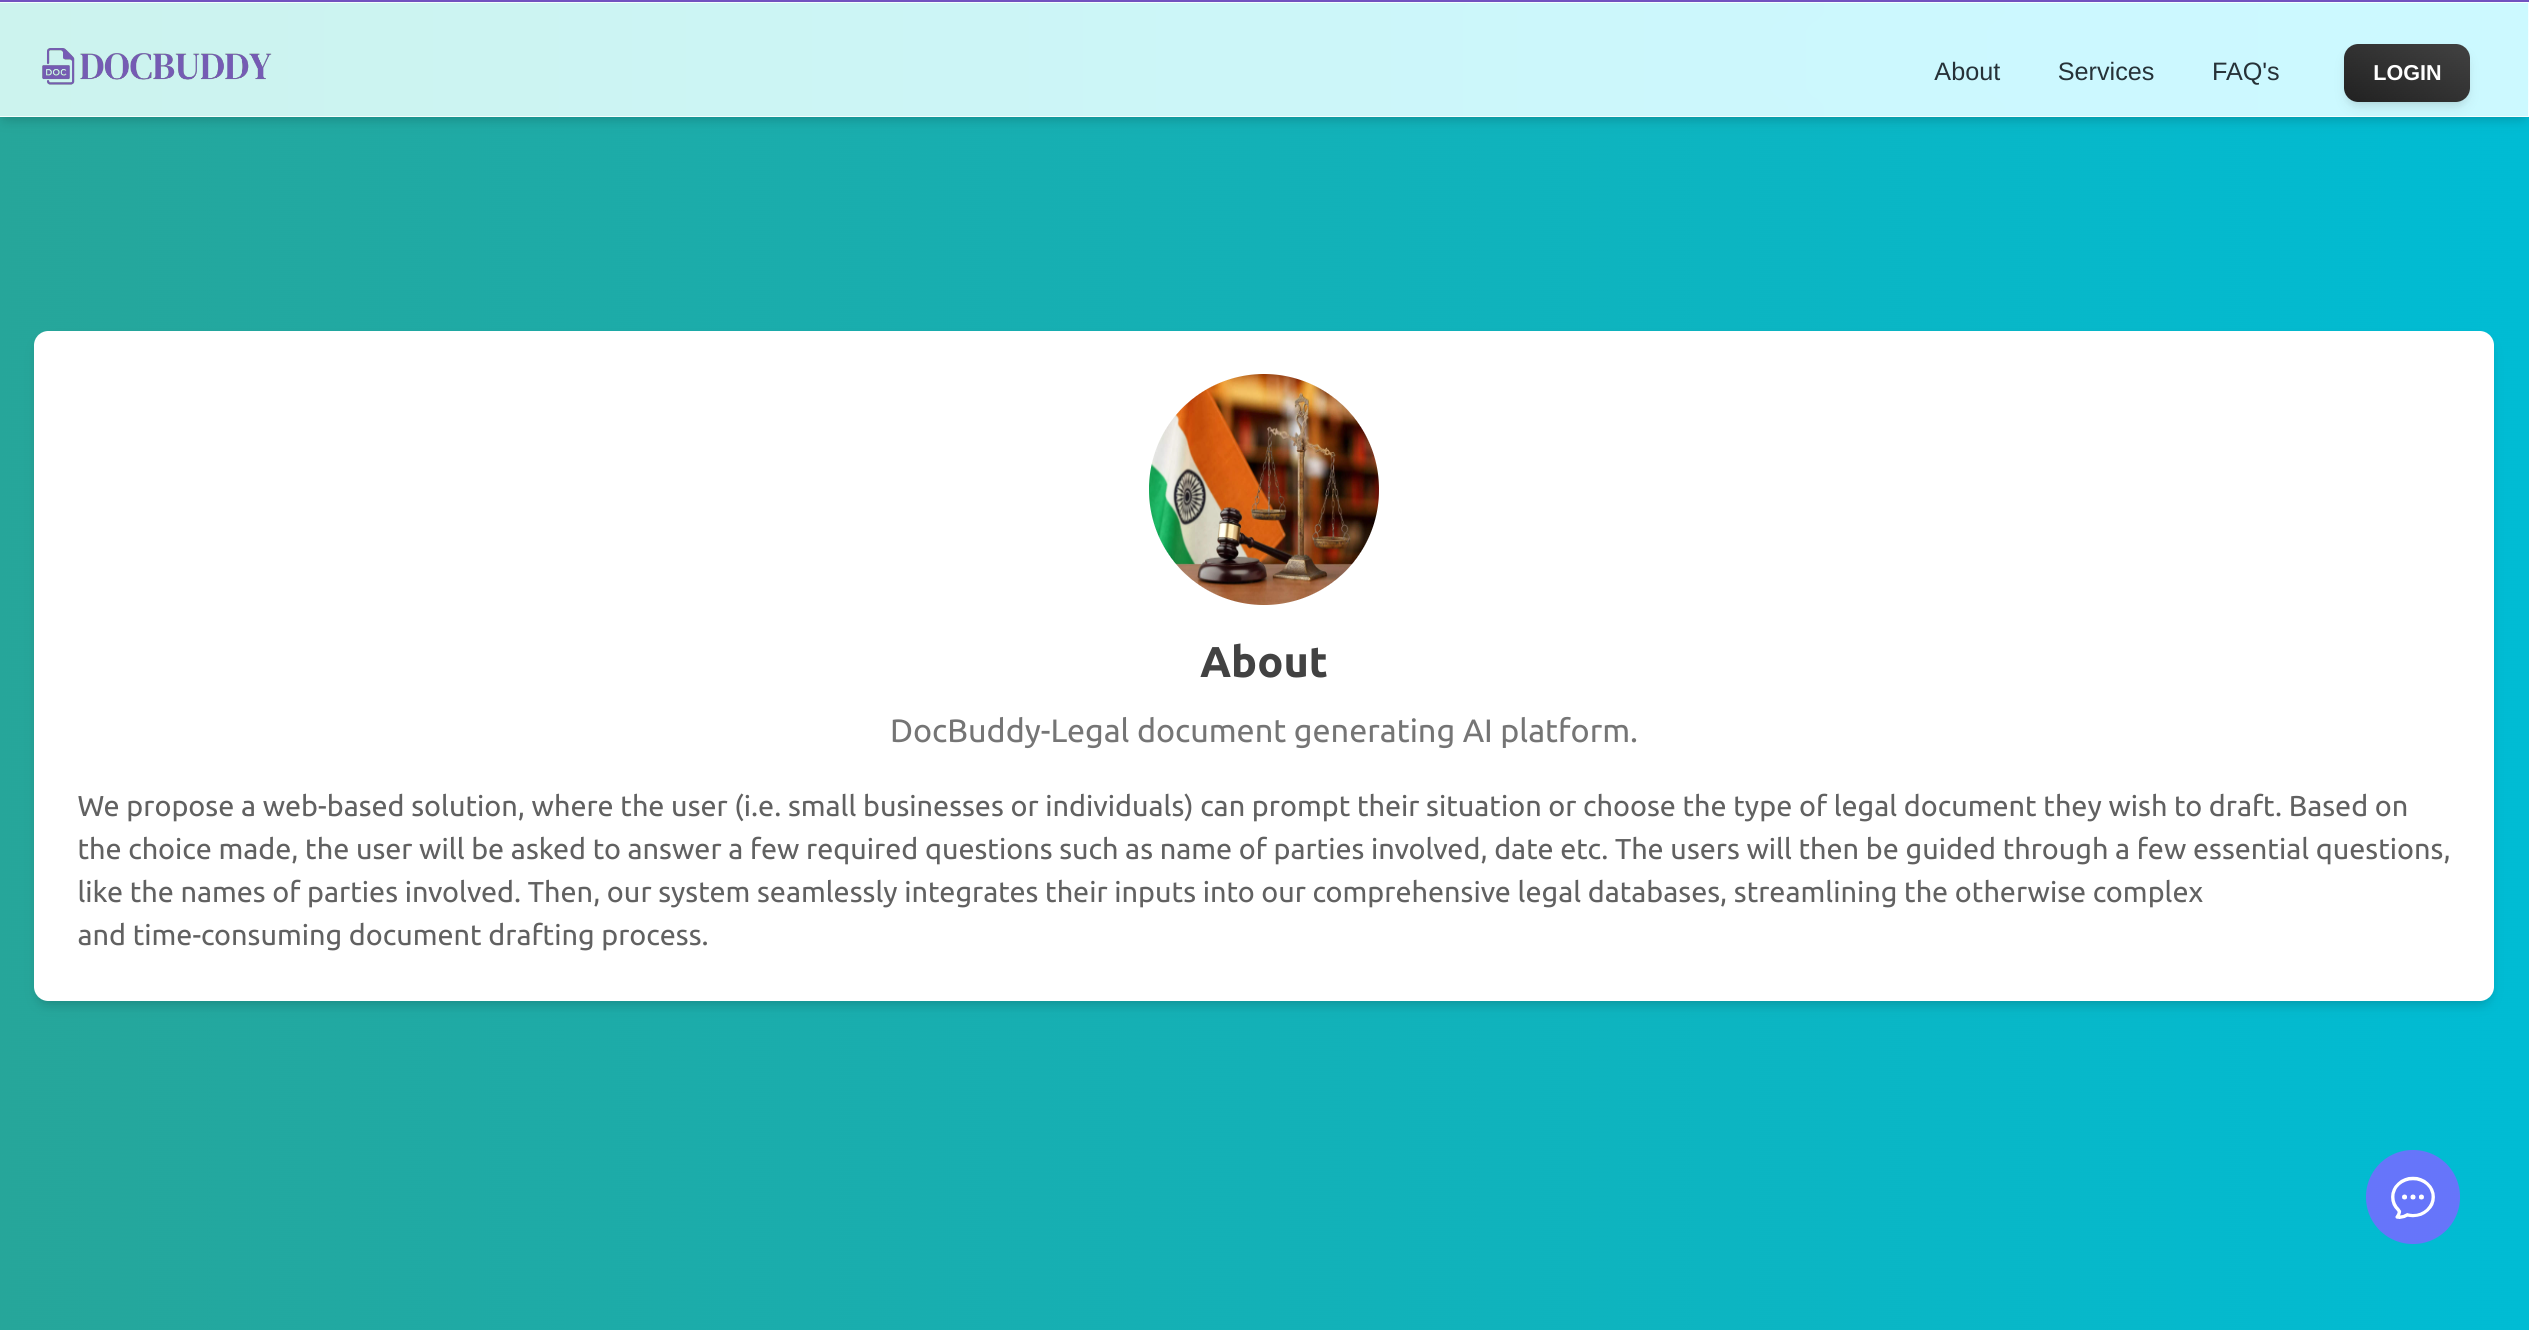 DOC DOCBUDDY
About Services FAQ's LOGIN
About
DocBuddy-Legal document generating AI platform.
We propose a web-based solution, where the user (i.e. small businesses or individuals) can prompt their situation or choose the type of legal document they wish to draft. Based on
the choice made, the user will be asked to answer a few required questions such as name of parties involved, date etc. The users will then be guided through a few essential questions,
like the names of parties involved. Then, our system seamlessly integrates their inputs into our comprehensive legal databases, streamlining the otherwise complex
and time-consuming document drafting process.